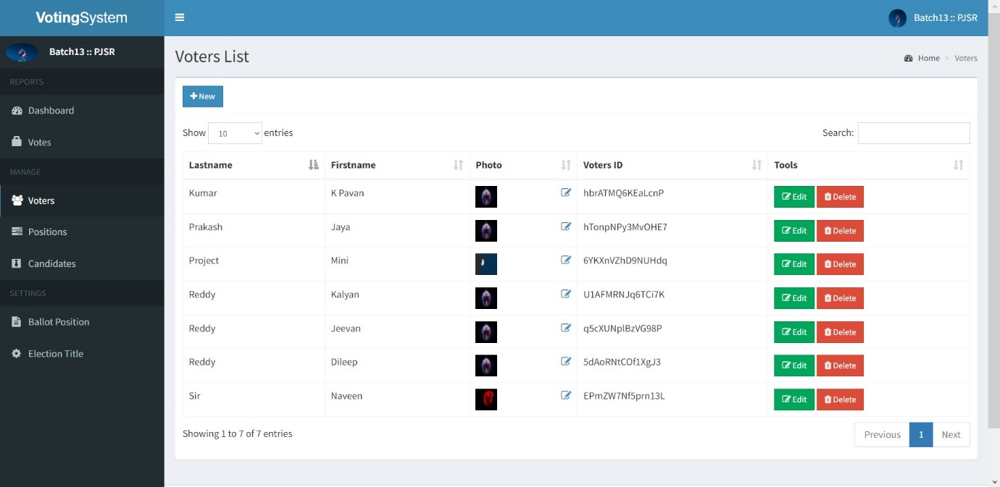 VotingSystem
Batch13 :: PJSR
Batch13 :: PJSR
REPORTS
Dashboard
Votes
MANAGE
Voters
Positions
Candidates
SETTINGS
Ballot Position
Election Title
Voters List
Home > Voters
New
Show 10 entries
Search:
Lastname Firstname Photo Voters ID Tools
Kumar K Pavan hbrATMQ6KEaLcnP Edit Delete
Prakash Jaya hTonpNPy3MvOHE7 Edit Delete
Project Mini 6YKXnVZhD9NUHdq Edit Delete
Reddy Kalyan U1AFMRNJq6TCi7K Edit Delete
Reddy Jeevan q5cXUNplBzVG98P Edit Delete
Reddy Dileep 5dAoRNtCOf1XgJ3 Edit Delete
Sir Naveen EPmZW7Nf5prn13L Edit Delete
Showing 1 to 7 of 7 entries
Previous 1 Next